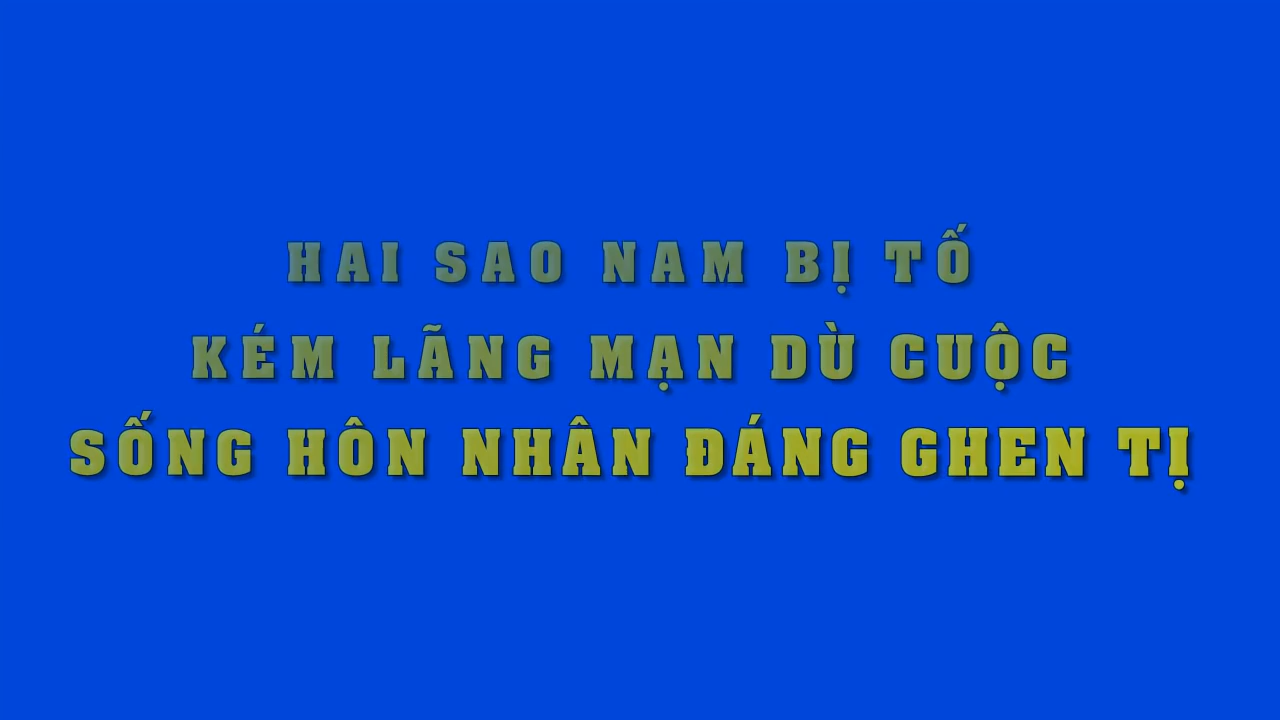 HAI SAO NAM BỊ TỐ
KÉM LÃNG MẠN DÙ CUỘC
SỐNG HÔN NHÂN ĐÁNG GHEN TỊ